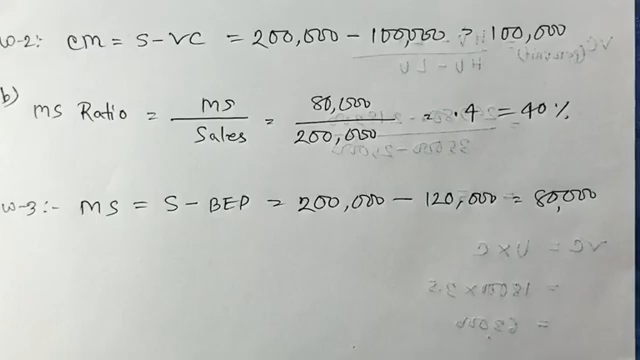 W-2:- CM = S-VC = 200,000 - 100,000 = 100,000
b) MS Ratio = MS / Sales = 80,000 / 200,000 = .4 = 40%
W-3:- MS = S-BEP = 200,000 - 120,000 = 80,000